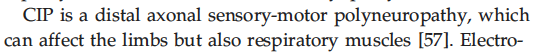 CIP is a distal axonal sensory-motor polyneuropathy, which
can affect the limbs but also respiratory muscles [57]. Electro-